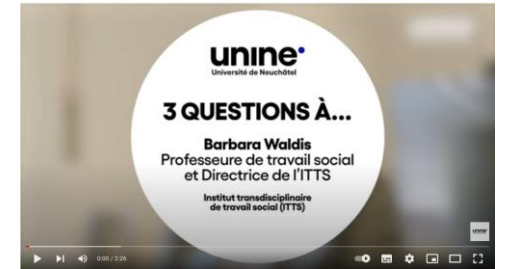 unine
Université de Neuchâtel
3 QUESTIONS À...
Barbara Waldis
Professeure de travail social
et Directrice de l'ITTS
Institut transdisciplinaire
de travail social (ITTS)
0:00 / 2:26
unine